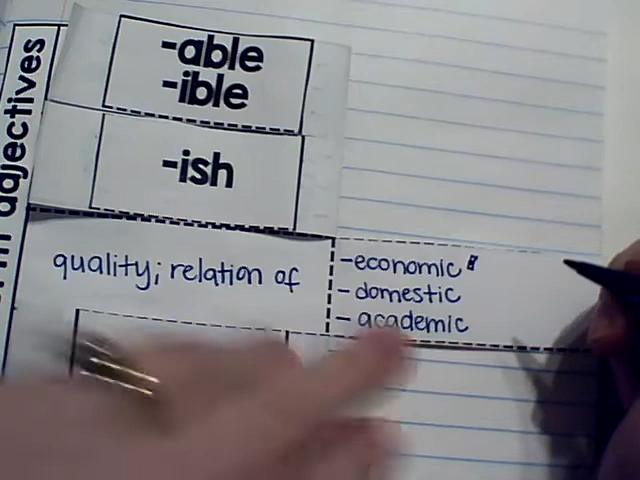 adjectives
-able
-ible
-ish
quality; relation of
-economic
- domestic
- academic